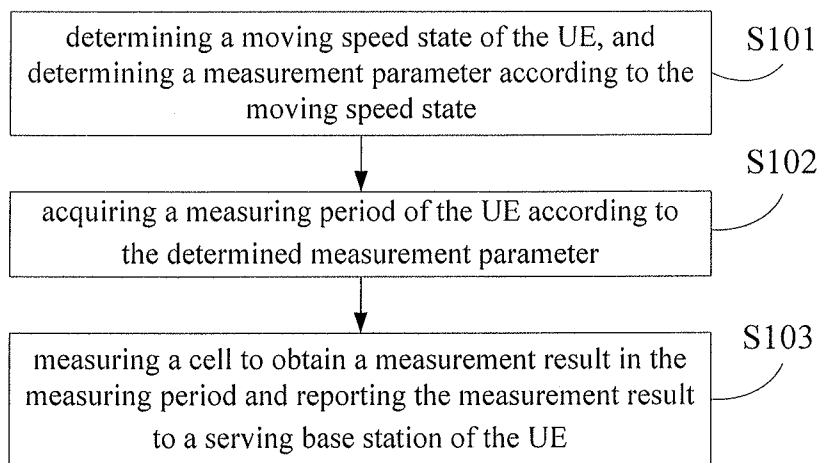 determining a moving speed state of the UE, and
determining a measurement parameter according to the
moving speed state
S101
acquiring a measuring period of the UE according to
the determined measurement parameter
S102
measuring a cell to obtain a measurement result in the
measuring period and reporting the measurement result
to a serving base station of the UE
S103